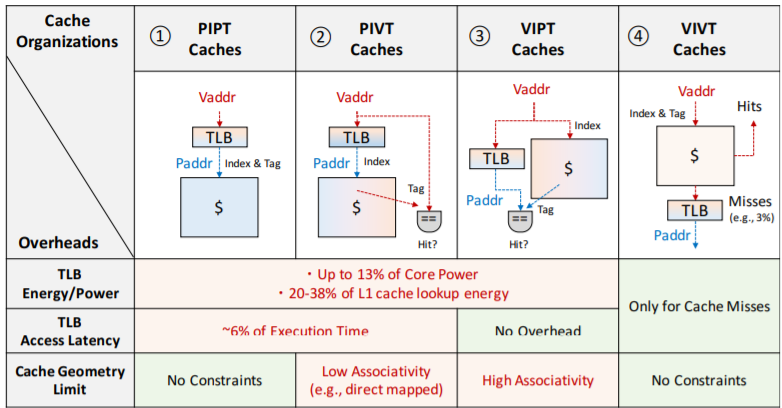 Cache
Organizations
Overheads
① PIPT
Caches
② PIVT
Caches
③ VIPT
Caches
④ VIVT
Caches
Vaddr
TLB
Paddr
Index & Tag
$
Vaddr
TLB
Paddr
Index
$
Tag
==
Hit?
Vaddr
Index
TLB
$
Paddr
Tag
==
Hit?
Vaddr
Index & Tag
Hits
$
TLB
Misses
(e.g., 3%)
Paddr
TLB
Energy/Power
· Up to 13% of Core Power
· 20-38% of L1 cache lookup energy
Only for Cache Misses
TLB
Access Latency
~6% of Execution Time
No Overhead
Cache Geometry
Limit
No Constraints
Low Associativity
(e.g., direct mapped)
High Associativity
No Constraints